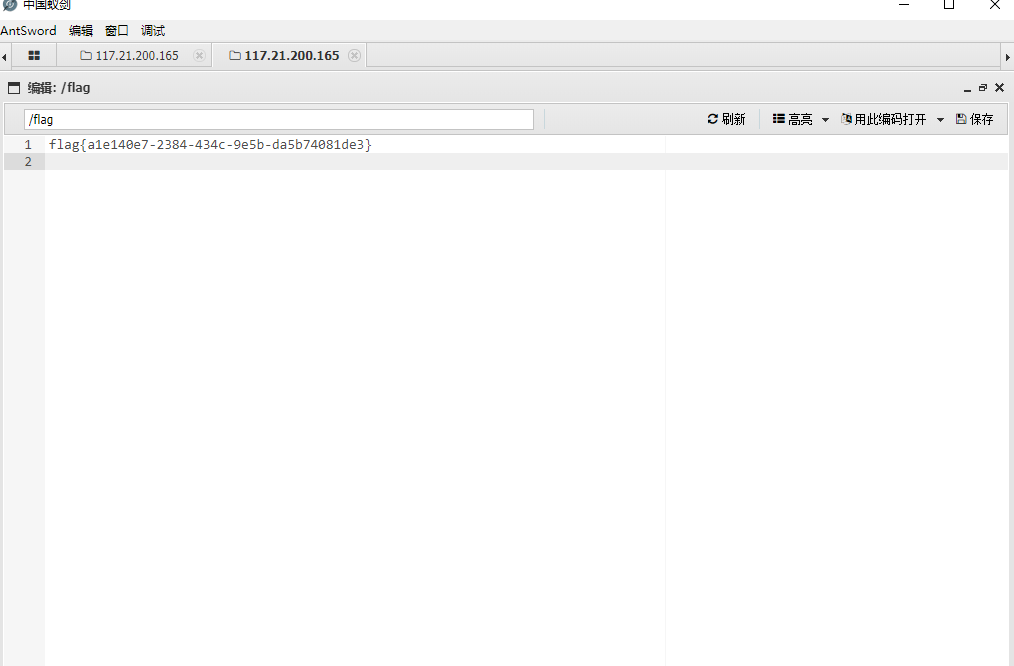 中国蚁剑
AntSword 编辑 窗口 调试
117.21.200.165 117.21.200.165
编辑: /flag
/flag 刷新 高亮 用此编码打开 保存
1 flag{a1e140e7-2384-434c-9e5b-da5b74081de3}
2